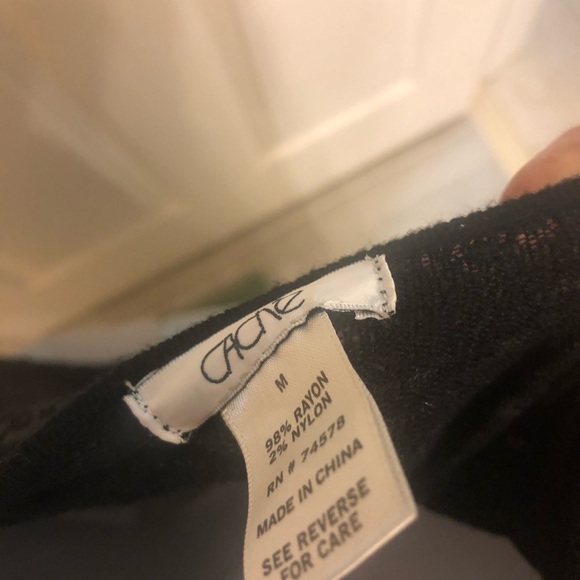 CACHE
M
98% RAYON
2% NYLON
RN # 74578
MADE IN CHINA
SEE REVERSE
FOR CARE